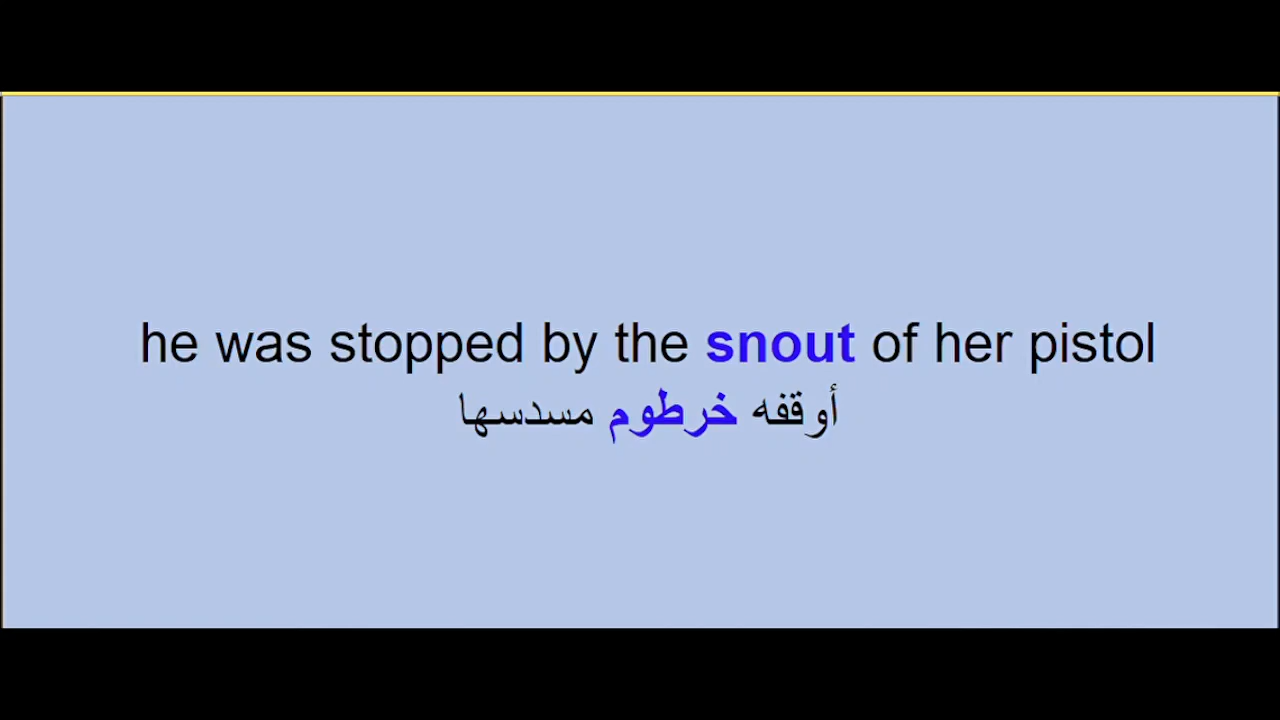 he was stopped by the snout of her pistol
أوقفه خرطوم مسدسها